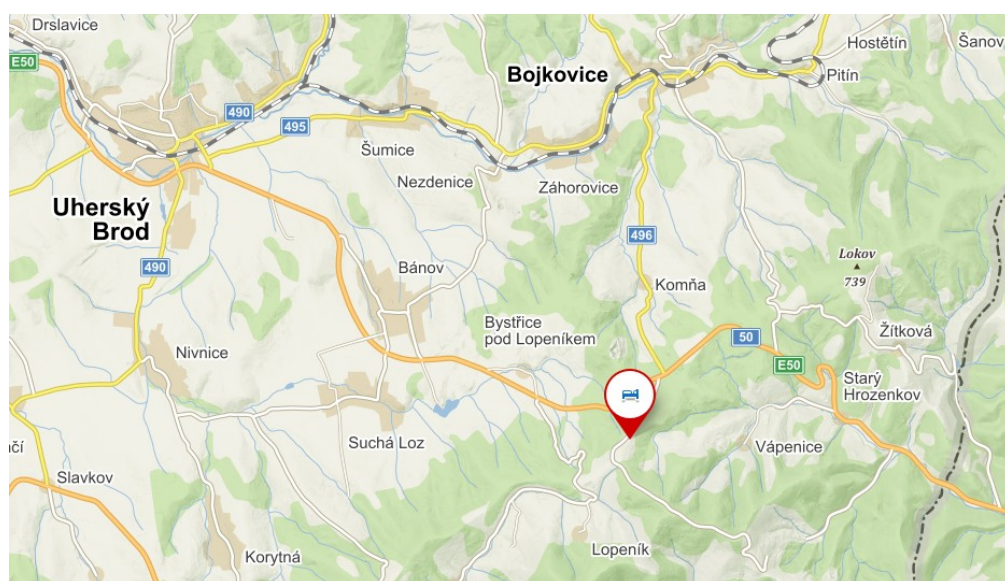 Drslavice
E50
Hostětín
Šanov
Bojkovice
Pitín
490
495
Šumice
Nezdenice
Záhorovice
Uherský
Brod
496
490
Bánov
Lokov
739
Komňa
Bystřice
pod Lopeníkem
50
Žítková
Nivnice
E50
Starý
Hrozenkov
Suchá Loz
Vápenice
čí
Slavkov
Korytná
Lopeník